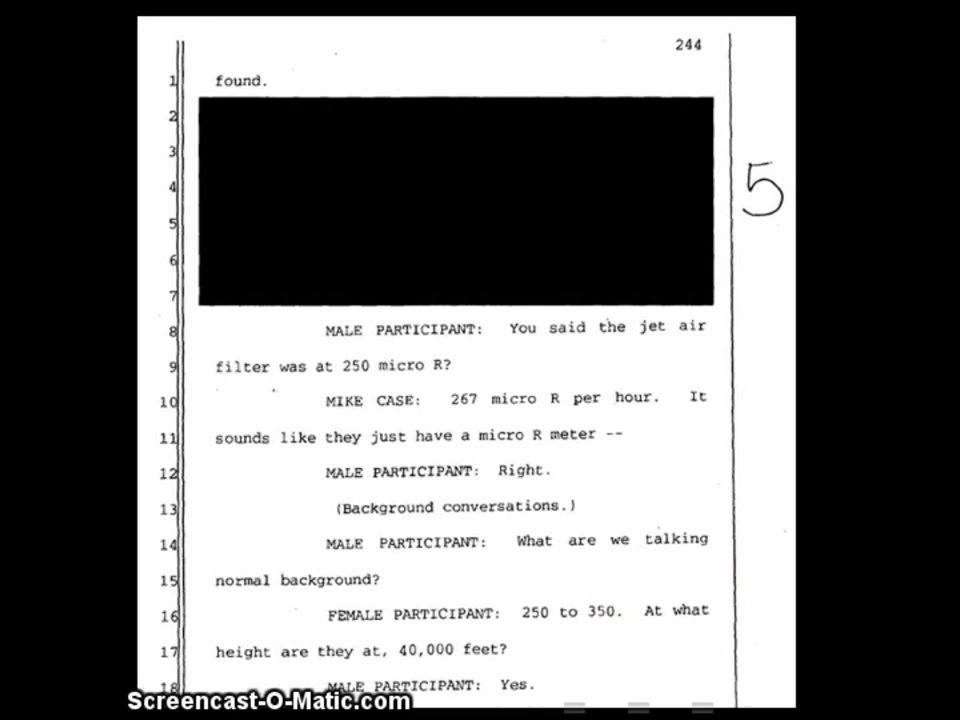 244
1 found.
2
3
4
5
6
7
5
8 MALE PARTICIPANT: You said the jet air
9 filter was at 250 micro R?
10 MIKE CASE: 267 micro R per hour. It
11 sounds like they just have a micro R meter --
12 MALE PARTICIPANT: Right.
13 (Background conversations.)
14 MALE PARTICIPANT: What are we talking
15 normal background?
16 FEMALE PARTICIPANT: 250 to 350. At what
17 height are they at, 40,000 feet?
18 MALE PARTICIPANT: Yes.
Screencast-O-Matic.com